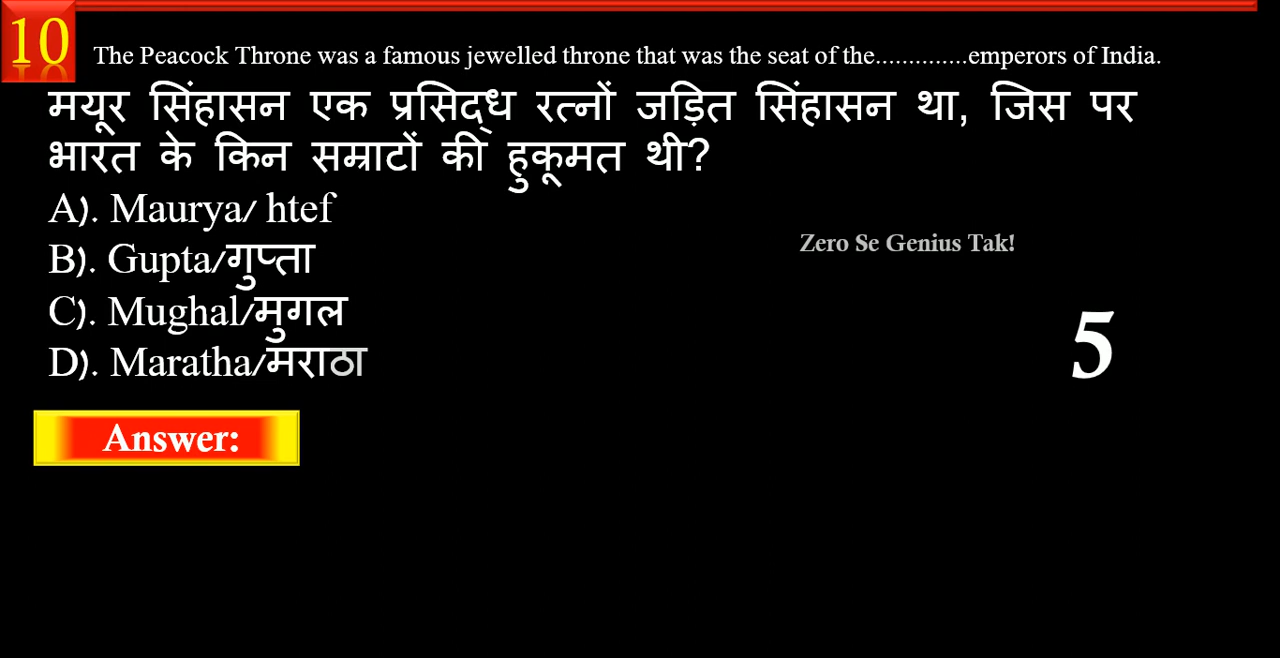 10
The Peacock Throne was a famous jewelled throne that was the seat of the..............emperors of India.
मयूर सिंहासन एक प्रसिद्ध रत्नों जड़ित सिंहासन था, जिस पर
भारत के किन सम्राटों की हुकूमत थी?
A). Maurya/ htef
B). Gupta/गुप्ता
C). Mughal/मुगल
D). Maratha/मराठा
Zero Se Genius Tak!
5
Answer: